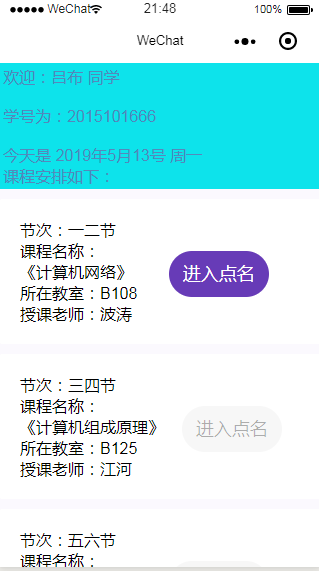 WeChat 21:48 100%
WeChat
欢迎：吕布 同学
学号为：2015101666
今天是 2019年5月13号 周一
课程安排如下：
节次：一二节
课程名称：
《计算机网络》
所在教室：B108
授课老师：波涛
进入点名
节次：三四节
课程名称：
《计算机组成原理》
所在教室：B125
授课老师：江河
进入点名
节次：五六节
课程名称：